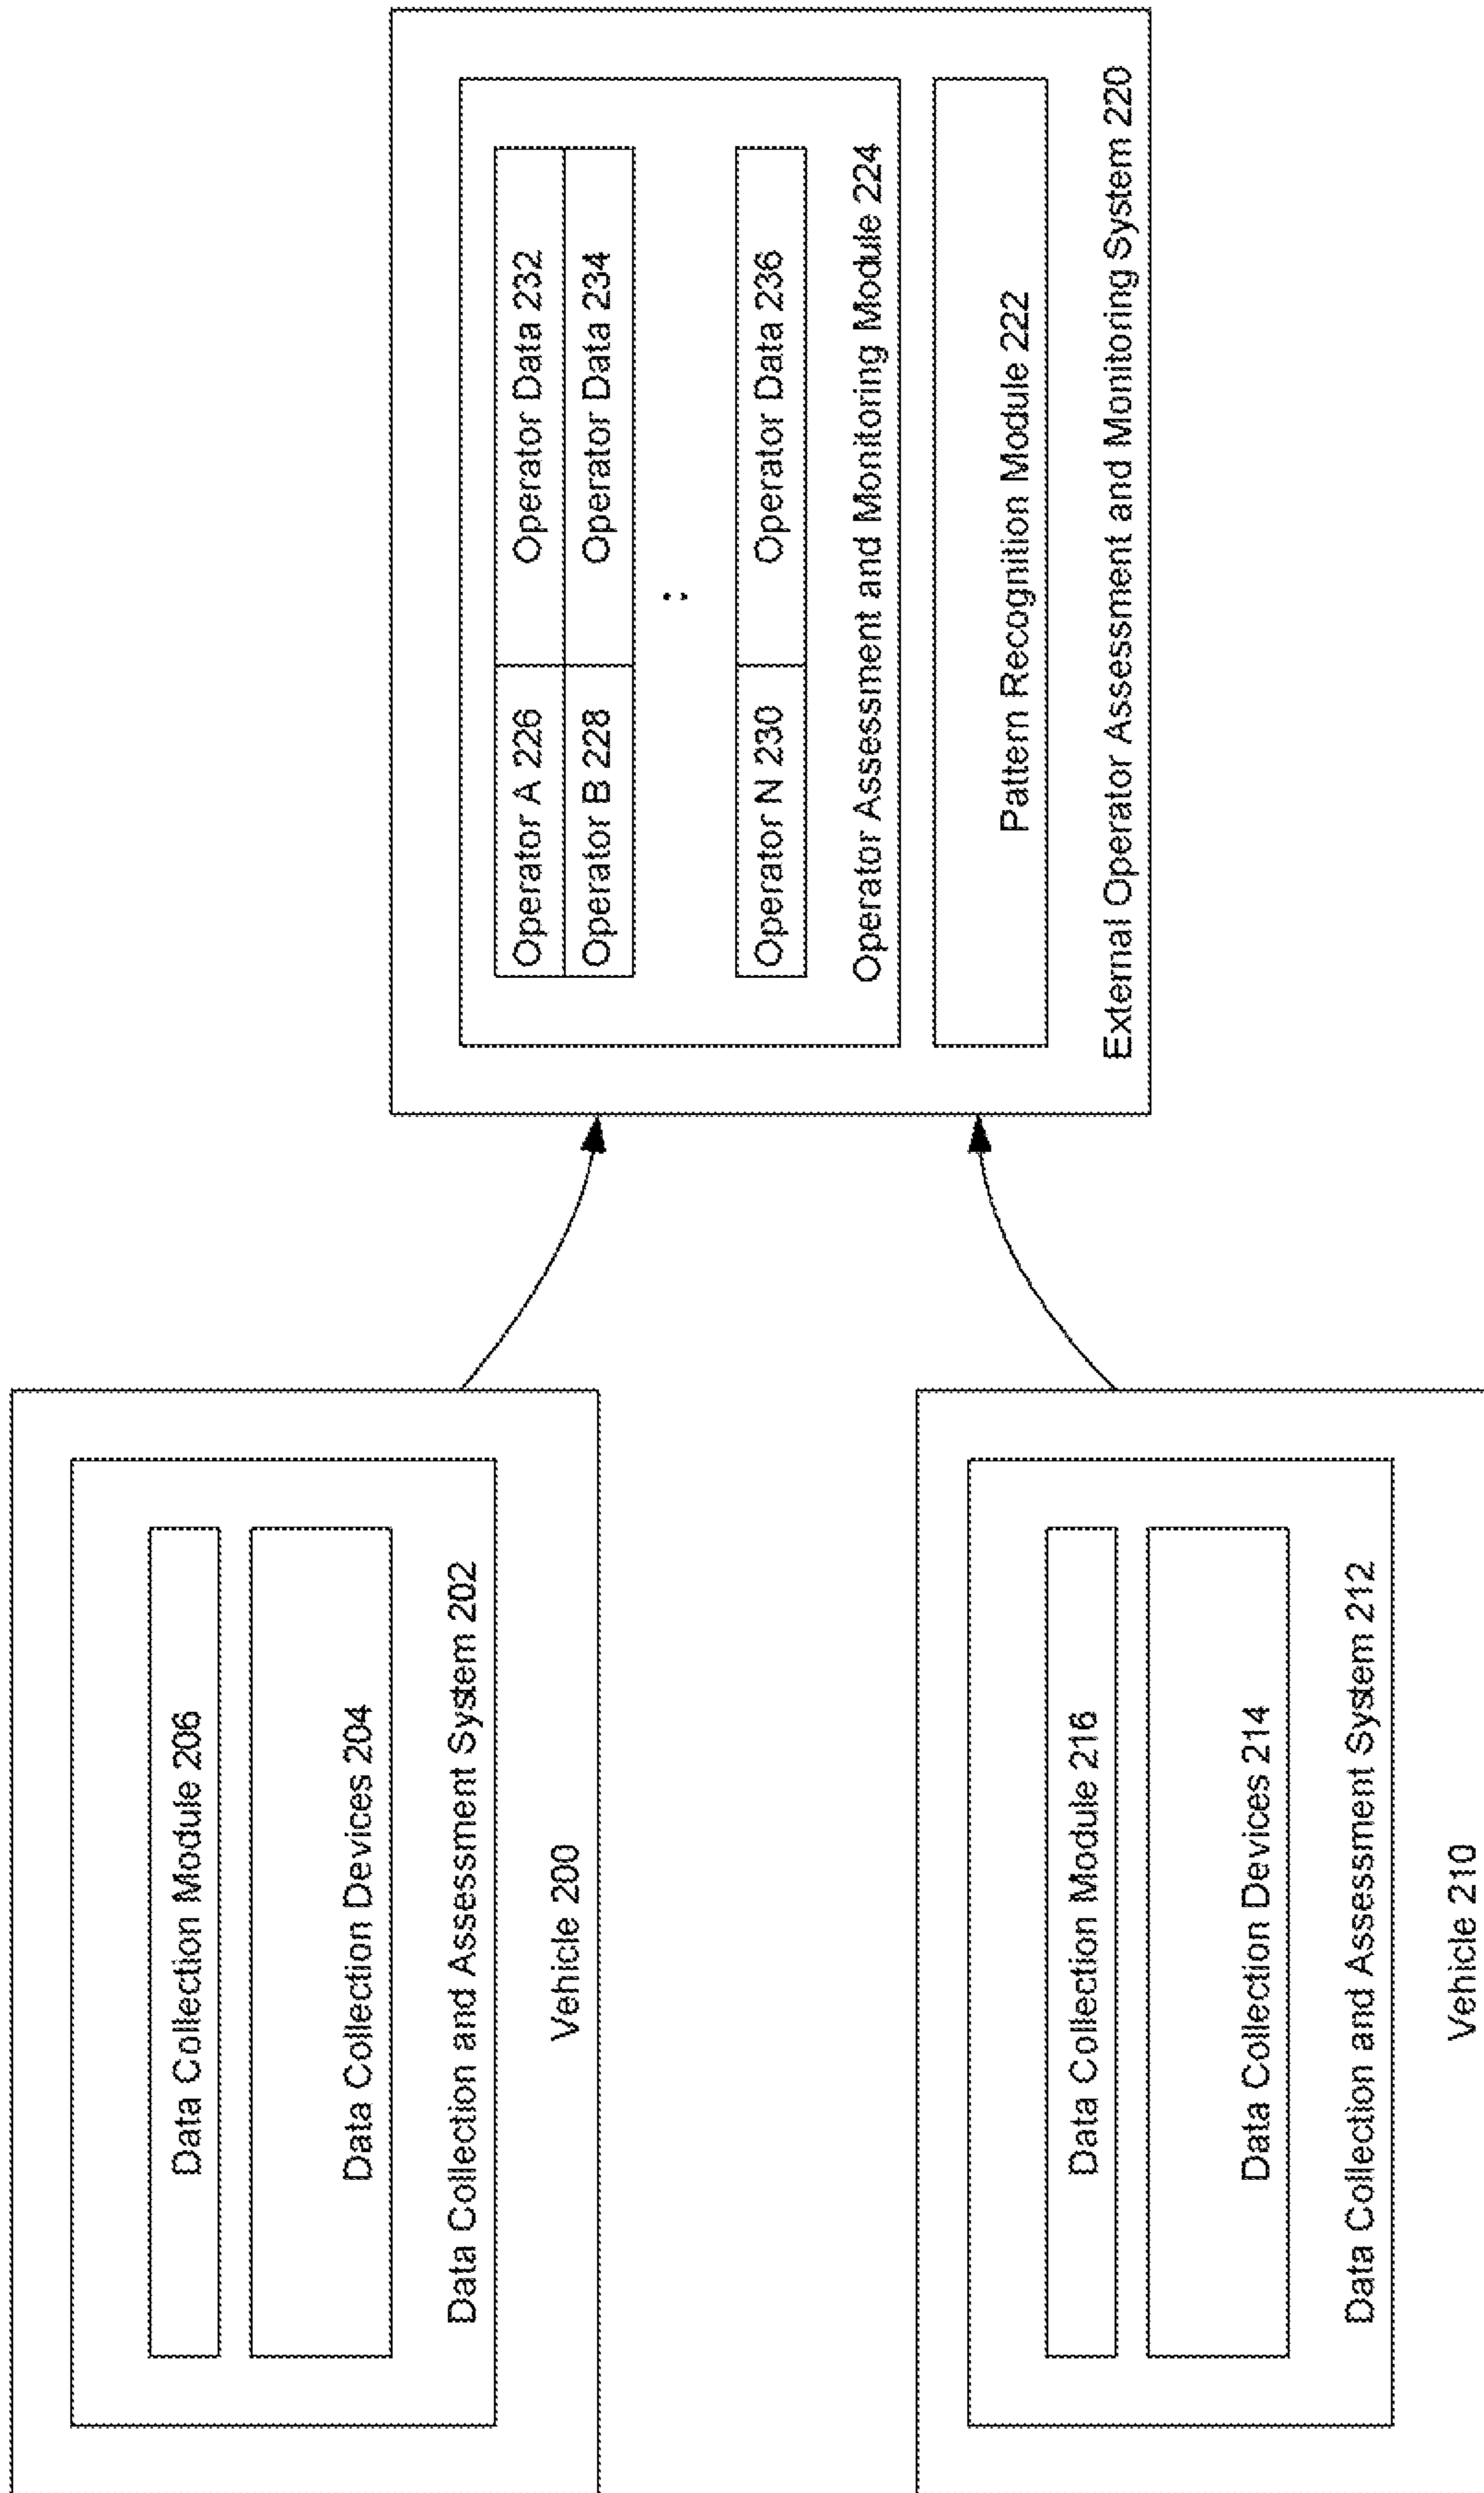 Data Collection Module 206
Data Collection Devices 204
Data Collection and Assessment System 202
Vehicle 200
Data Collection Module 216
Data Collection Devices 214
Data Collection and Assessment System 212
Vehicle 210
Operator A 226 Operator Data 232
Operator B 228 Operator Data 234
:
Operator N 230 Operator Data 236
Operator Assessment and Monitoring Module 224
Pattern Recognition Module 222
External Operator Assessment and Monitoring System 220